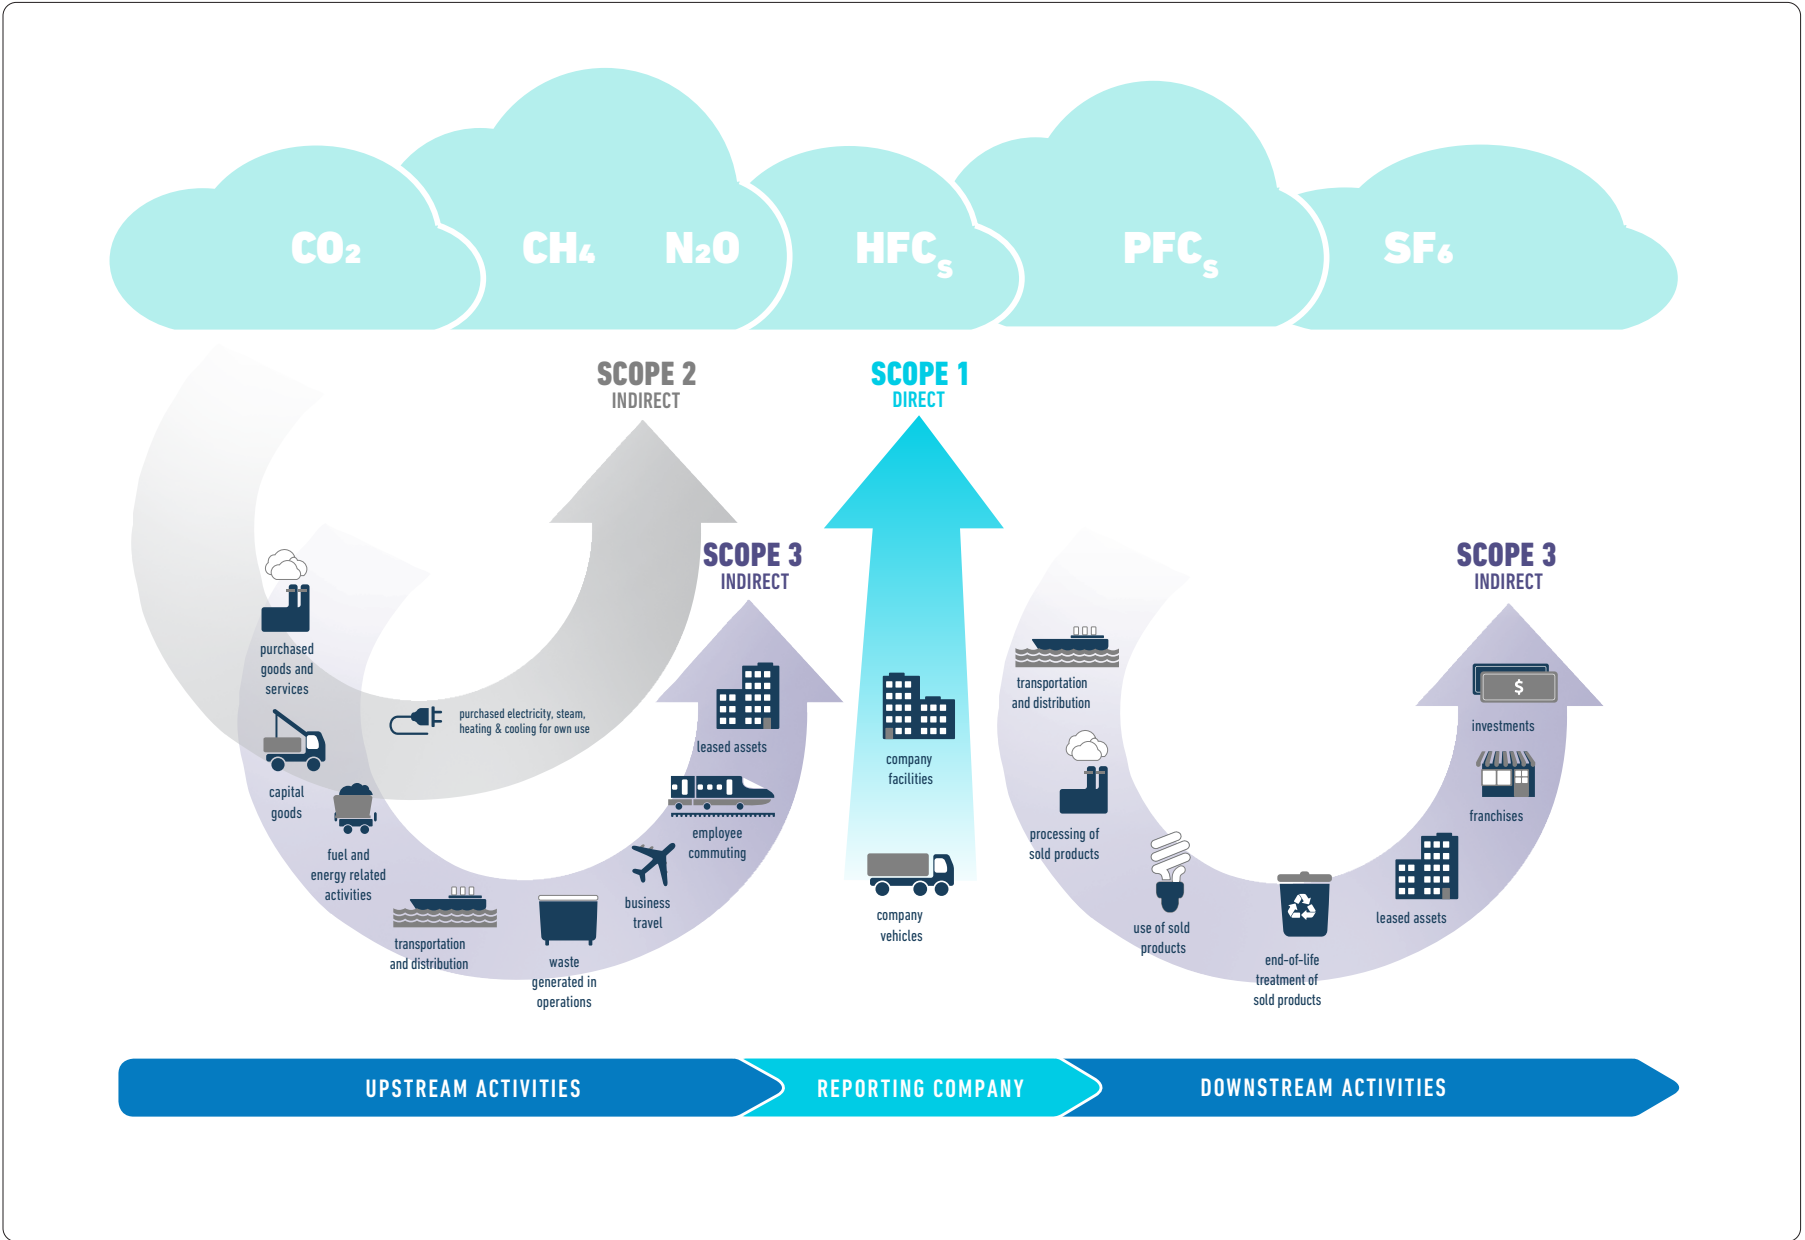 CO2
CH4
N2O
HFCs
PFCs
SF6
SCOPE 2
INDIRECT
SCOPE 1
DIRECT
SCOPE 3
INDIRECT
SCOPE 3
INDIRECT
purchased
goods and
services
capital
goods
fuel and
energy related
activities
purchased electricity, steam,
heating & cooling for own use
transportation
and distribution
waste
generated in
operations
business
travel
employee
commuting
leased assets
company
facilities
company
vehicles
transportation
and distribution
processing of
sold products
use of sold
products
end-of-life
treatment of
sold products
leased assets
franchises
$
investments
UPSTREAM ACTIVITIES
REPORTING COMPANY
DOWNSTREAM ACTIVITIES